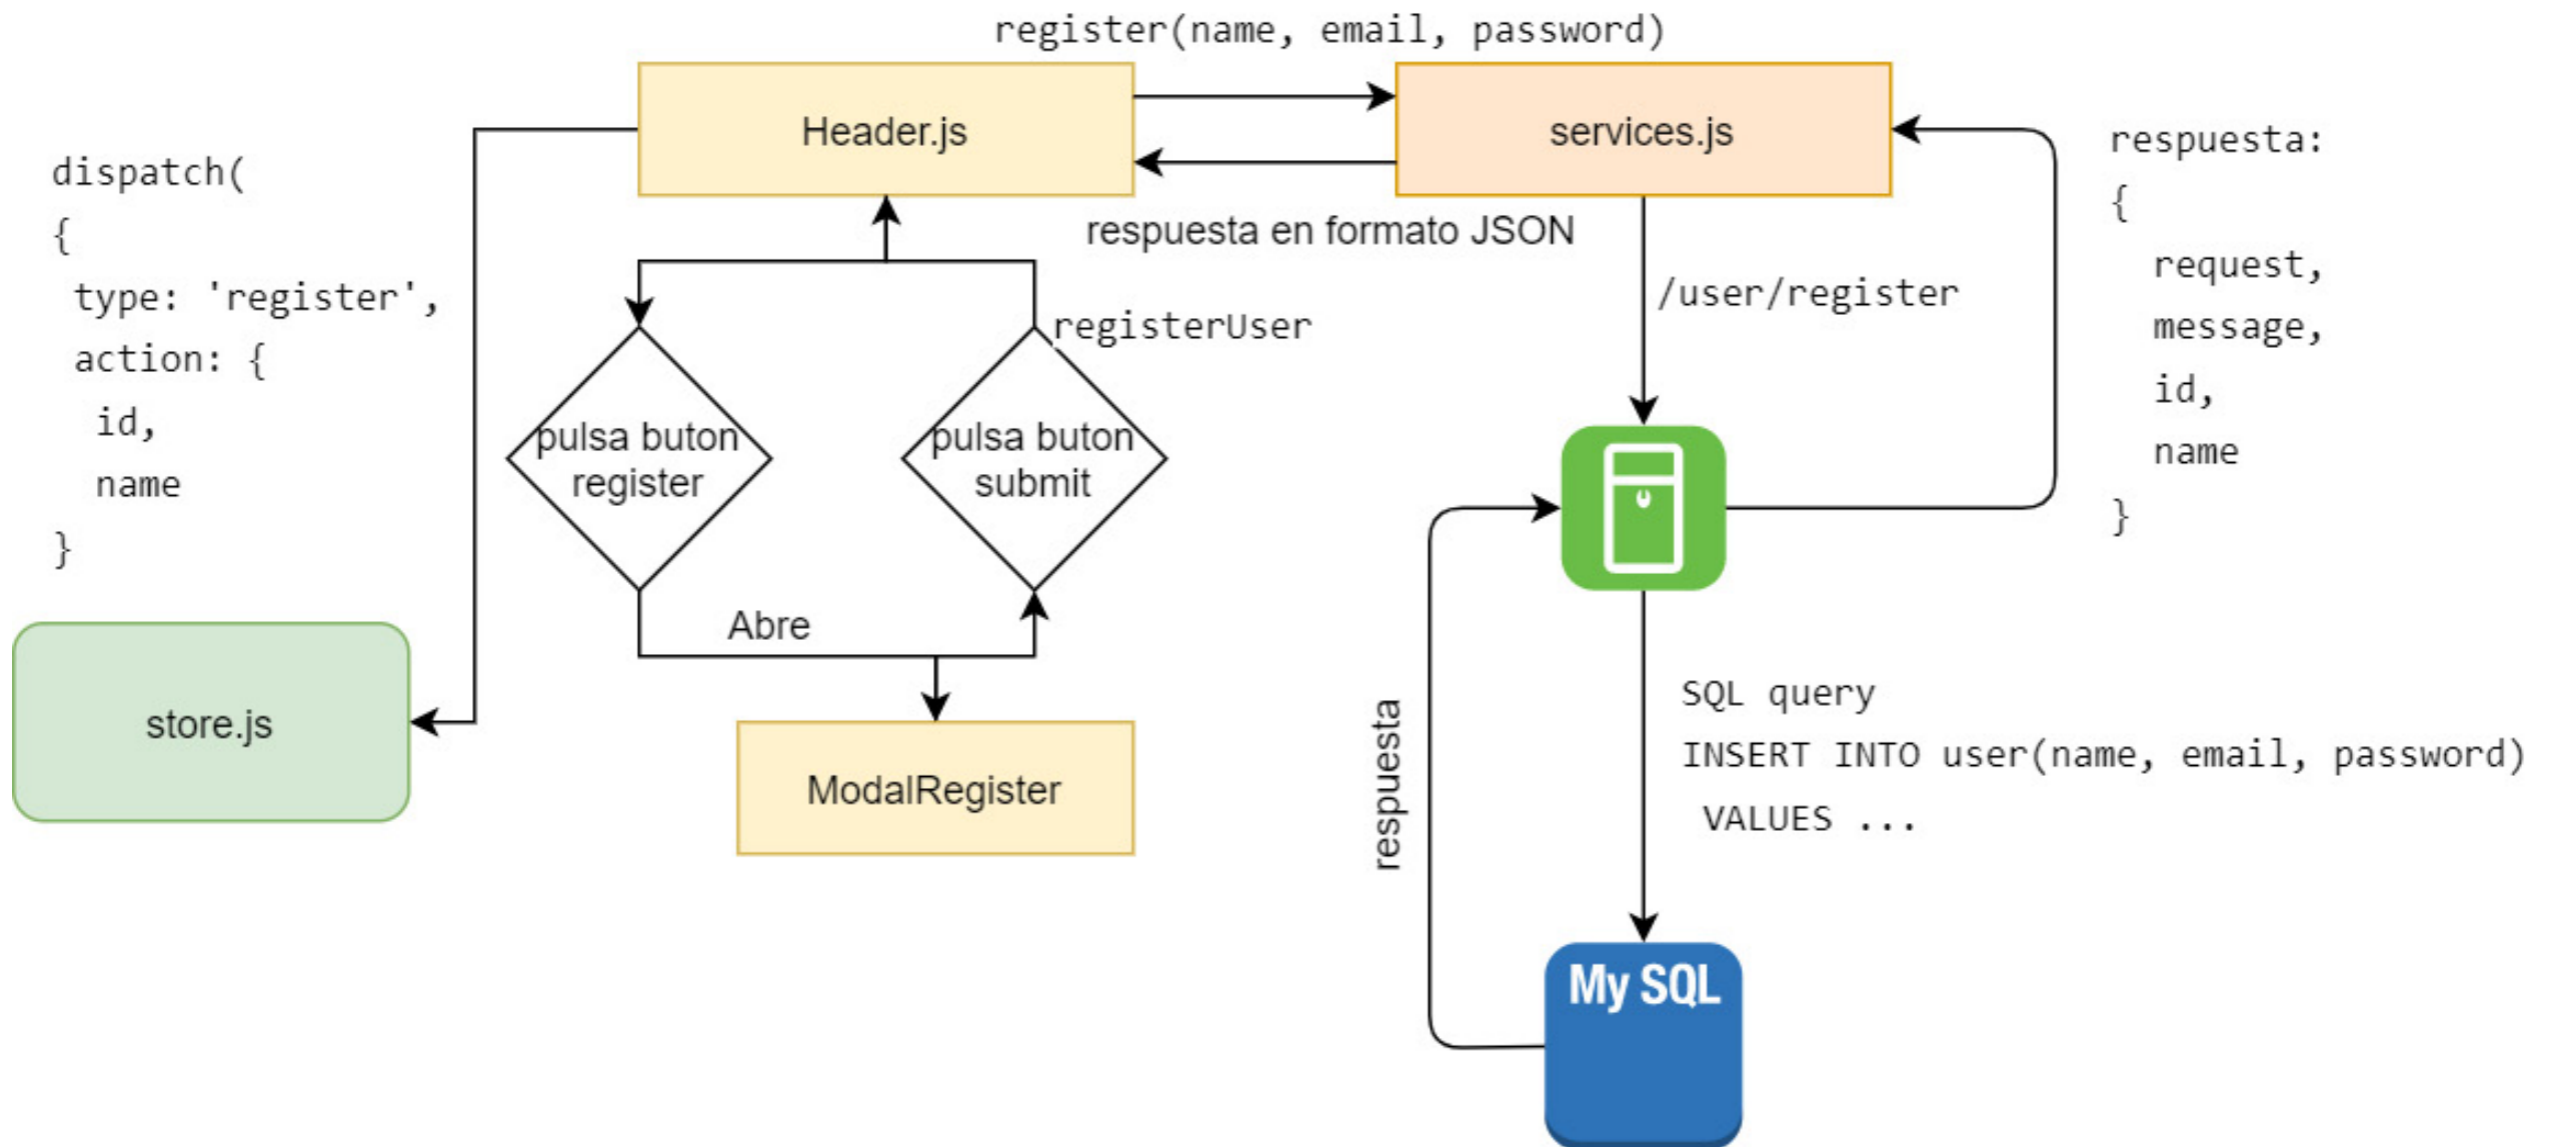 register(name, email, password)
Header.js
services.js
respuesta en formato JSON
dispatch(
{
type: 'register',
action: {
id,
name
}
respuesta:
{
request,
message,
id,
name
}
/user/register
registerUser
pulsa buton
register
pulsa buton
submit
Abre
store.js
ModalRegister
respuesta
SQL query
INSERT INTO user(name, email, password)
VALUES ...
My SQL